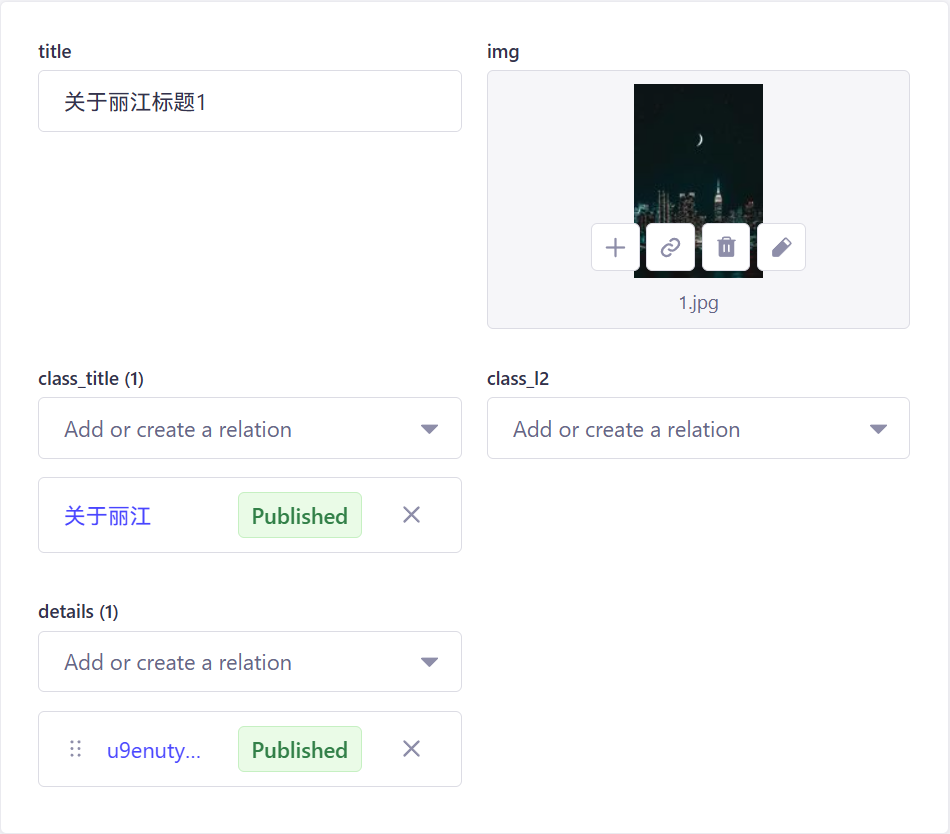 title
关于丽江标题1
img
1.jpg
class_title (1)
Add or create a relation
关于丽江
Published
class_l2
Add or create a relation
details (1)
Add or create a relation
u9enuty...
Published